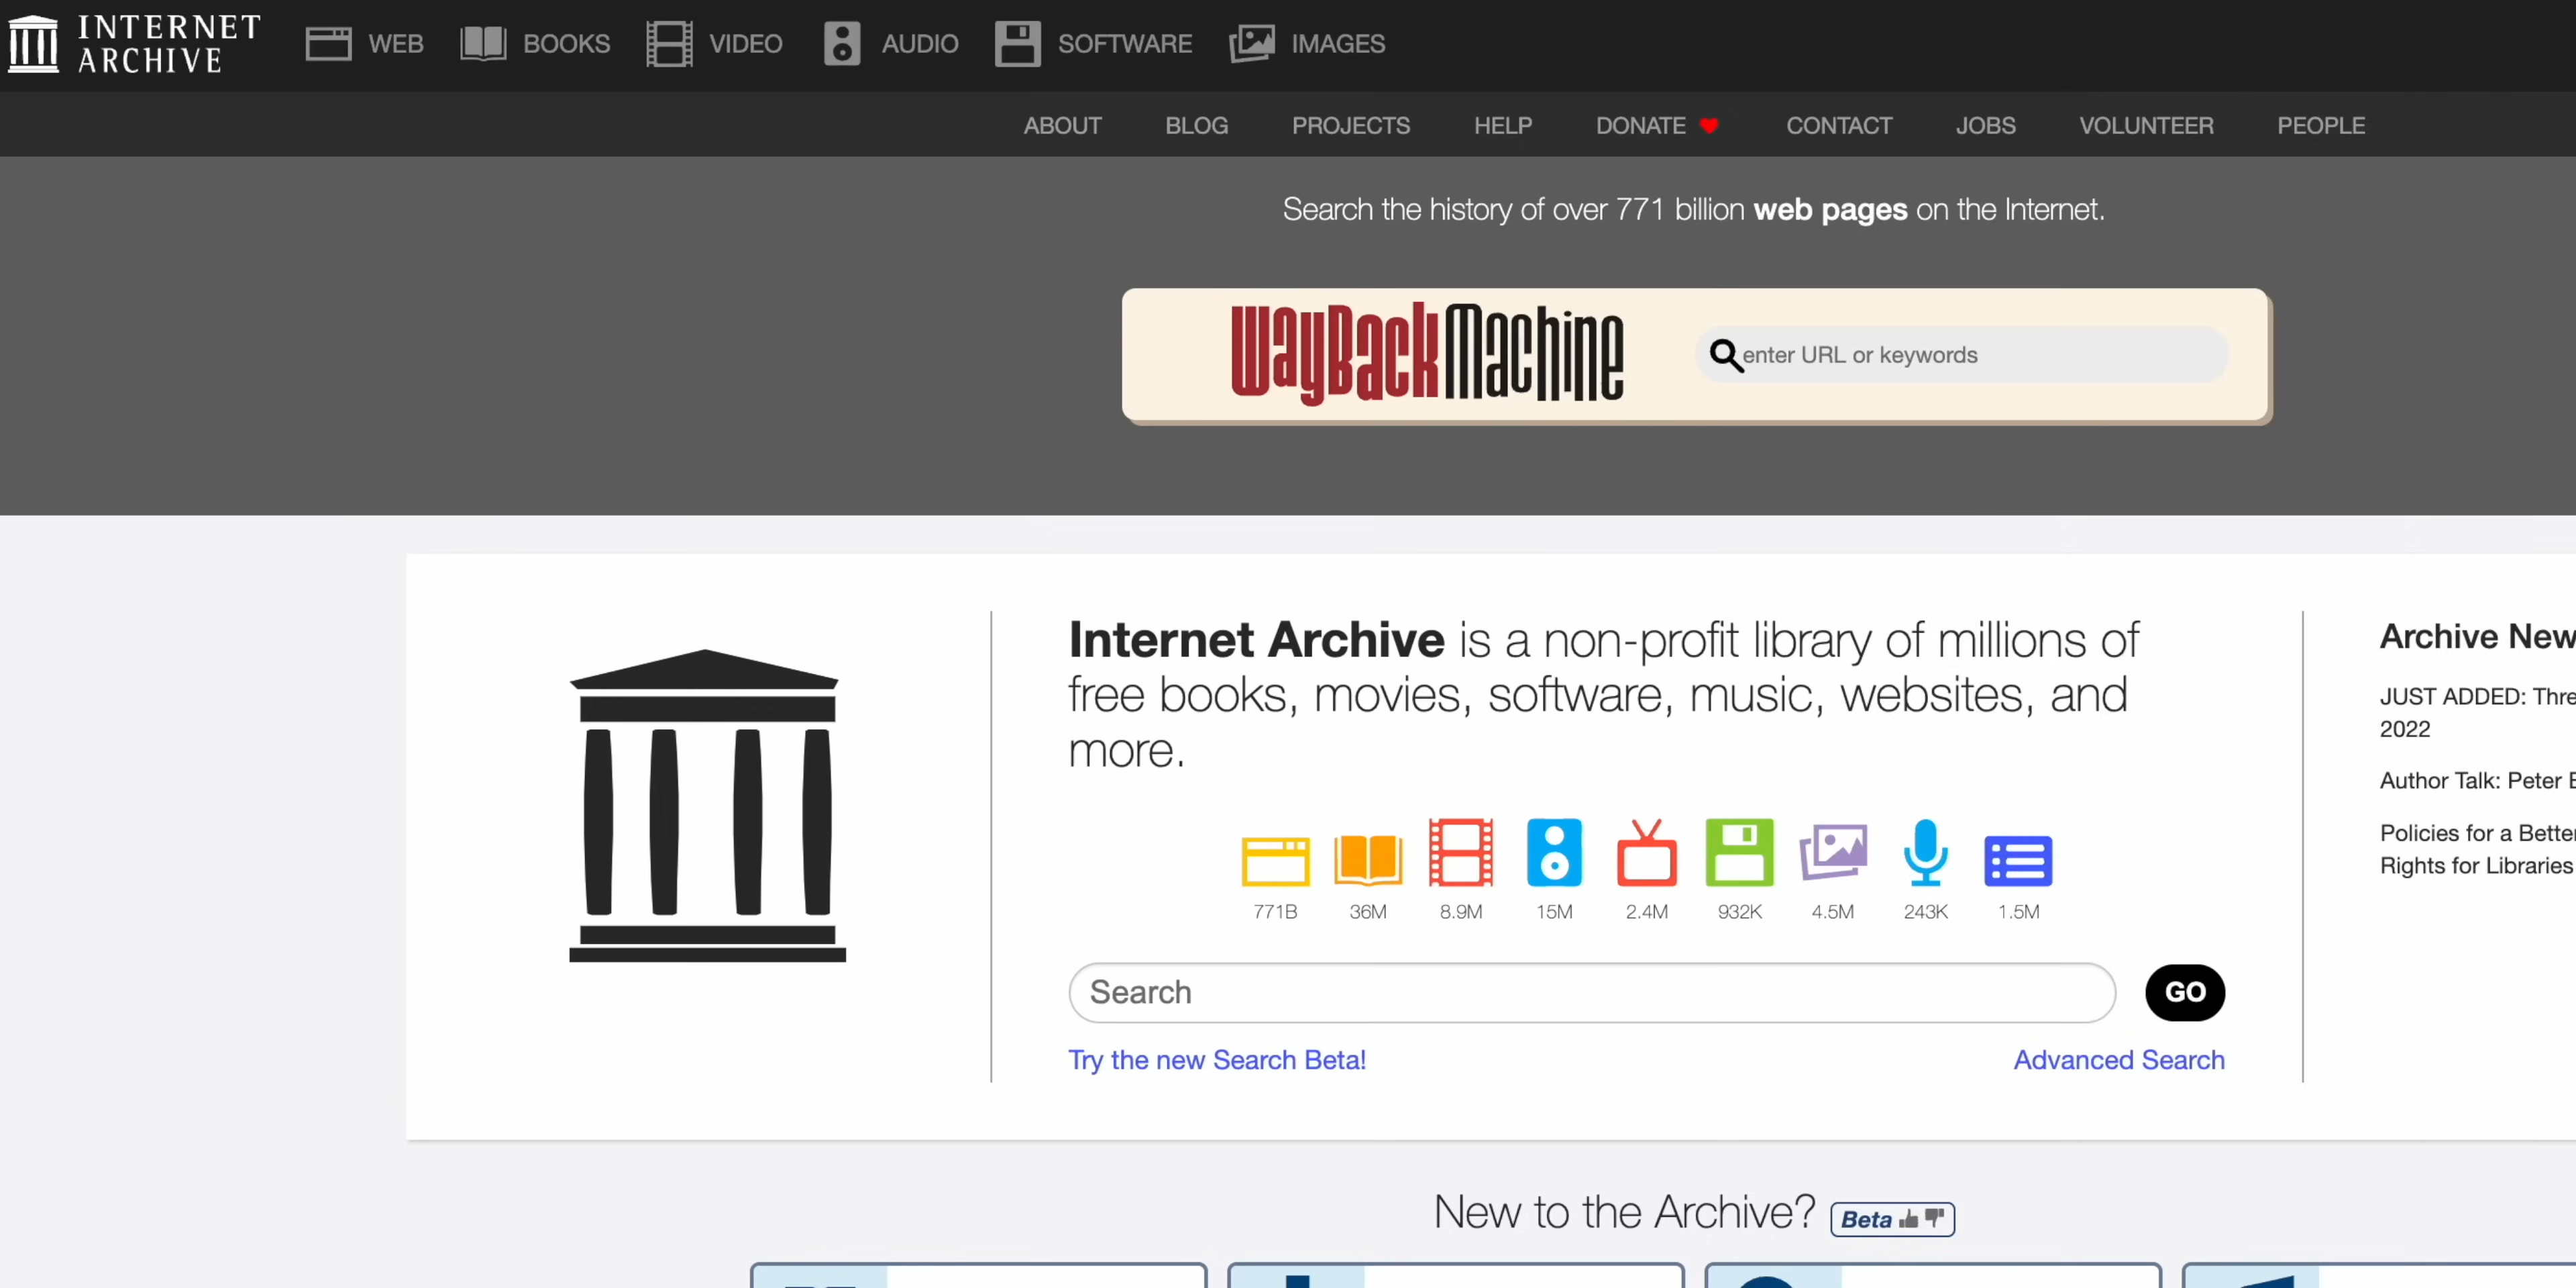 INTERNET
ARCHIVE
WEB
BOOKS
VIDEO
AUDIO
SOFTWARE
IMAGES
ABOUT
BLOG
PROJECTS
HELP
DONATE
CONTACT
JOBS
VOLUNTEER
PEOPLE
Search the history of over 771 billion web pages on the Internet.
WayBackMachine
enter URL or keywords
Internet Archive is a non-profit library of millions of
free books, movies, software, music, websites, and
more.
771B
36M
8.9M
15M
2.4M
932K
4.5M
243K
1.5M
Search
GO
Try the new Search Beta!
Advanced Search
Archive
JUST ADDED:
2022
Author Talk: Peter
Policies for a
Rights for Libraries
New to the Archive?
Beta